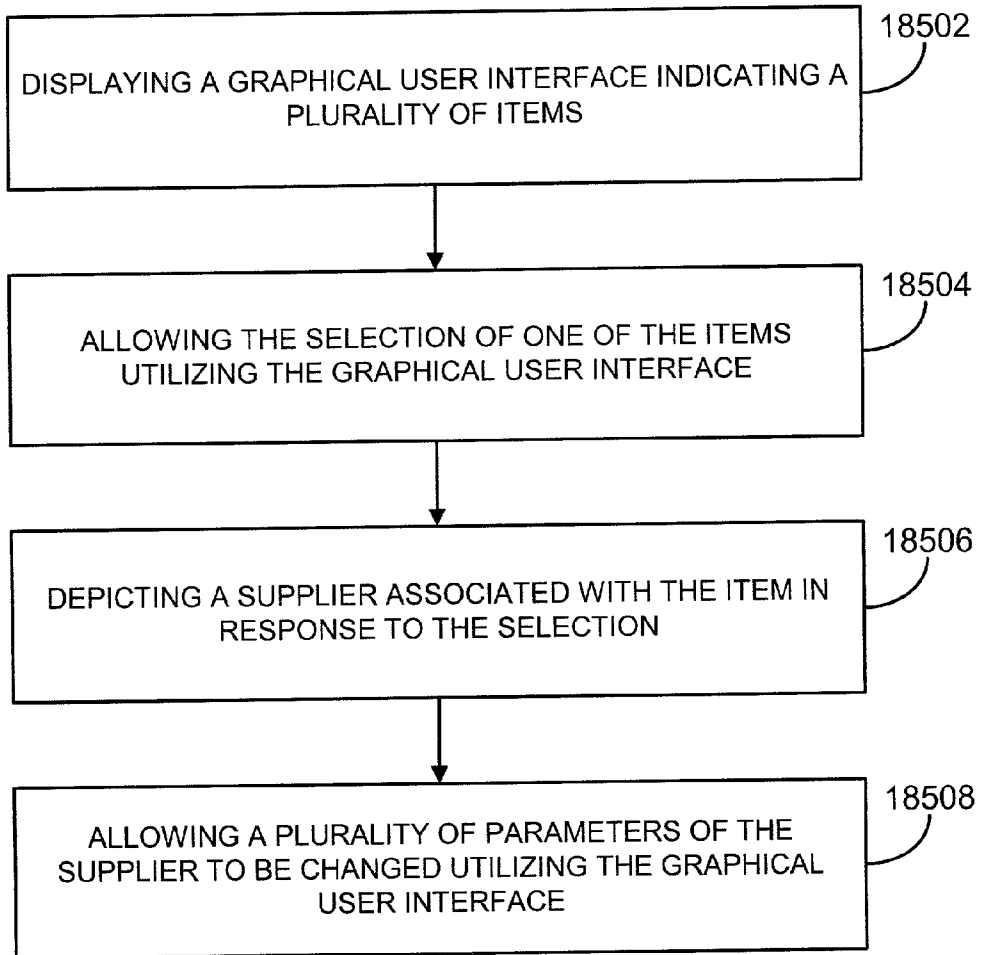 18502
DISPLAYING A GRAPHICAL USER INTERFACE INDICATING A
PLURALITY OF ITEMS
18504
ALLOWING THE SELECTION OF ONE OF THE ITEMS
UTILIZING THE GRAPHICAL USER INTERFACE
18506
DEPICTING A SUPPLIER ASSOCIATED WITH THE ITEM IN
RESPONSE TO THE SELECTION
18508
ALLOWING A PLURALITY OF PARAMETERS OF THE
SUPPLIER TO BE CHANGED UTILIZING THE GRAPHICAL
USER INTERFACE